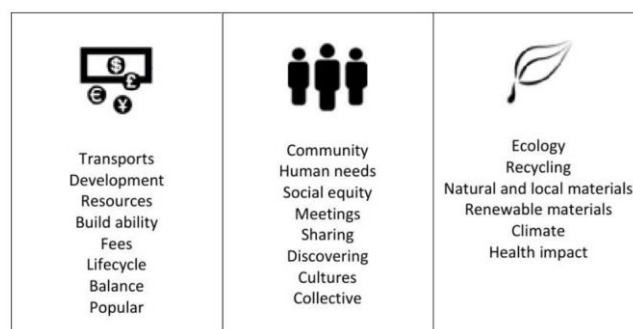 $
£
€
¥
Transports
Development
Resources
Build ability
Fees
Lifecycle
Balance
Popular
Community
Human needs
Social equity
Meetings
Sharing
Discovering
Cultures
Collective
Ecology
Recycling
Natural and local materials
Renewable materials
Climate
Health impact